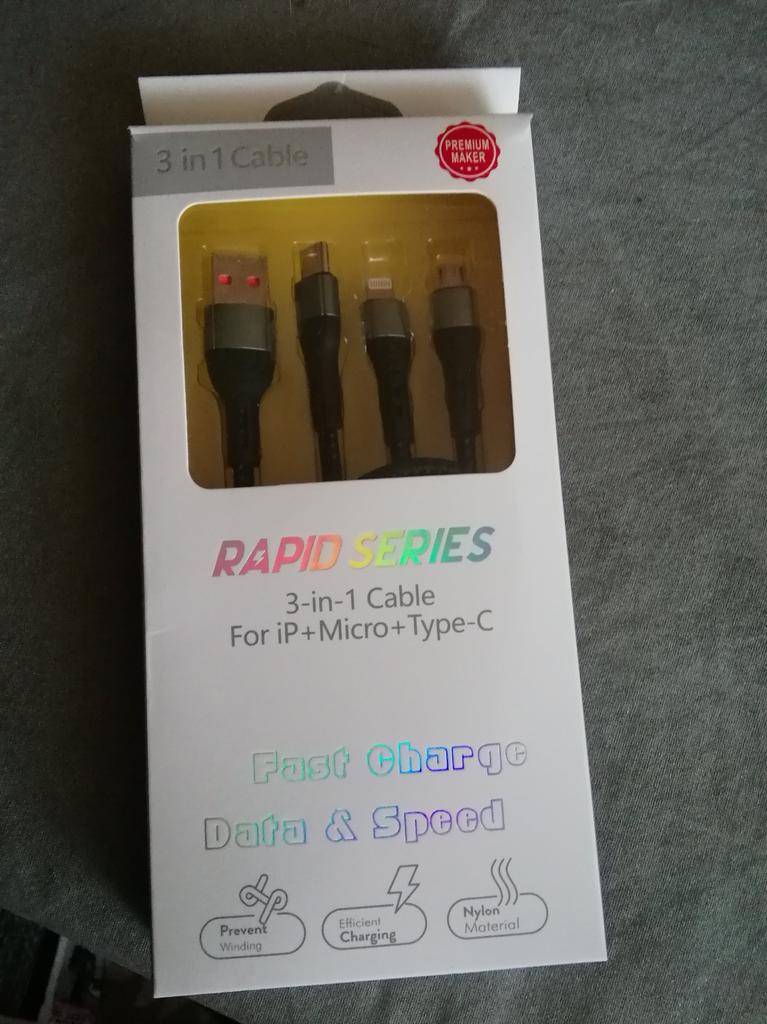 3 in 1 Cable
PREMIUM
MAKER
RAPID SERIES
3-in-1 Cable
For iP+Micro+Type-C
Fast Charge
Data & Speed
Prevent
Winding
Efficient
Charging
Nylon
Material